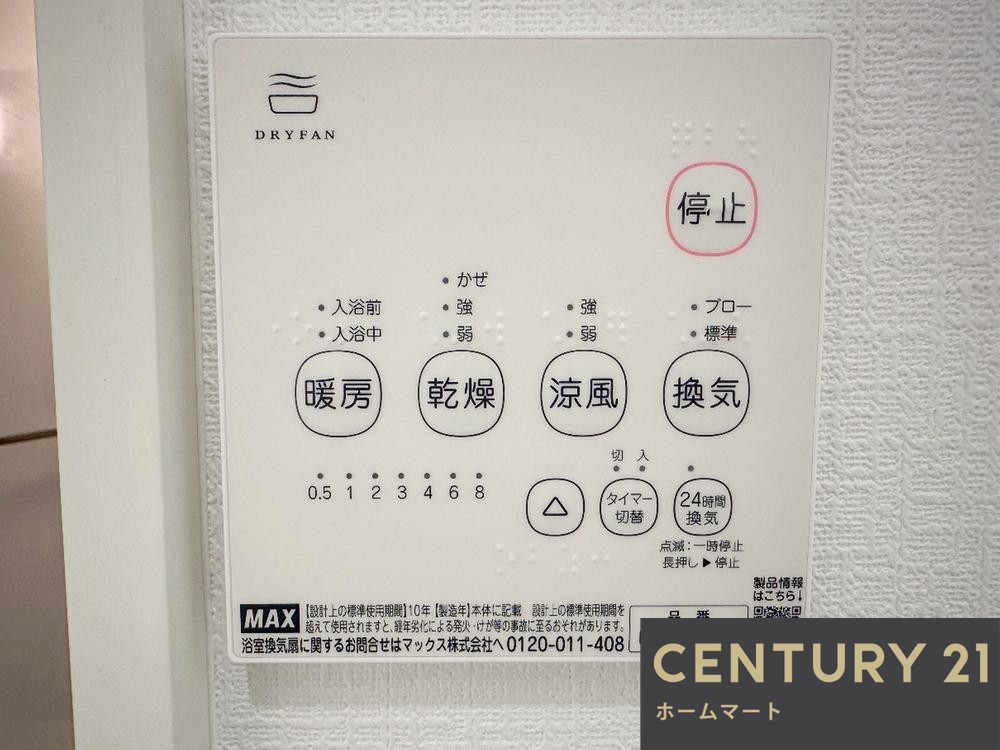 DRYFAN
停止
かぜ
入浴前 強 強 ブロー
入浴中 弱 弱 標準
暖房 乾燥 涼風 換気
切 入
0.5 1 2 3 4 6 8
△ タイマー切替 24時間換気
点滅:一時停止
長押し▶停止
製品情報
はこちら↓
MAX 【設計上の標準使用期間】10年【製造年】本体に記載 設計上の標準使用期間を
超えて使用されますと、経年劣化による発火・けが等の事故に至るおそれがあります。
品番
浴室換気扇に関するお問合せはマックス株式会社へ 0120-011-408
CENTURY 21
ホームマート